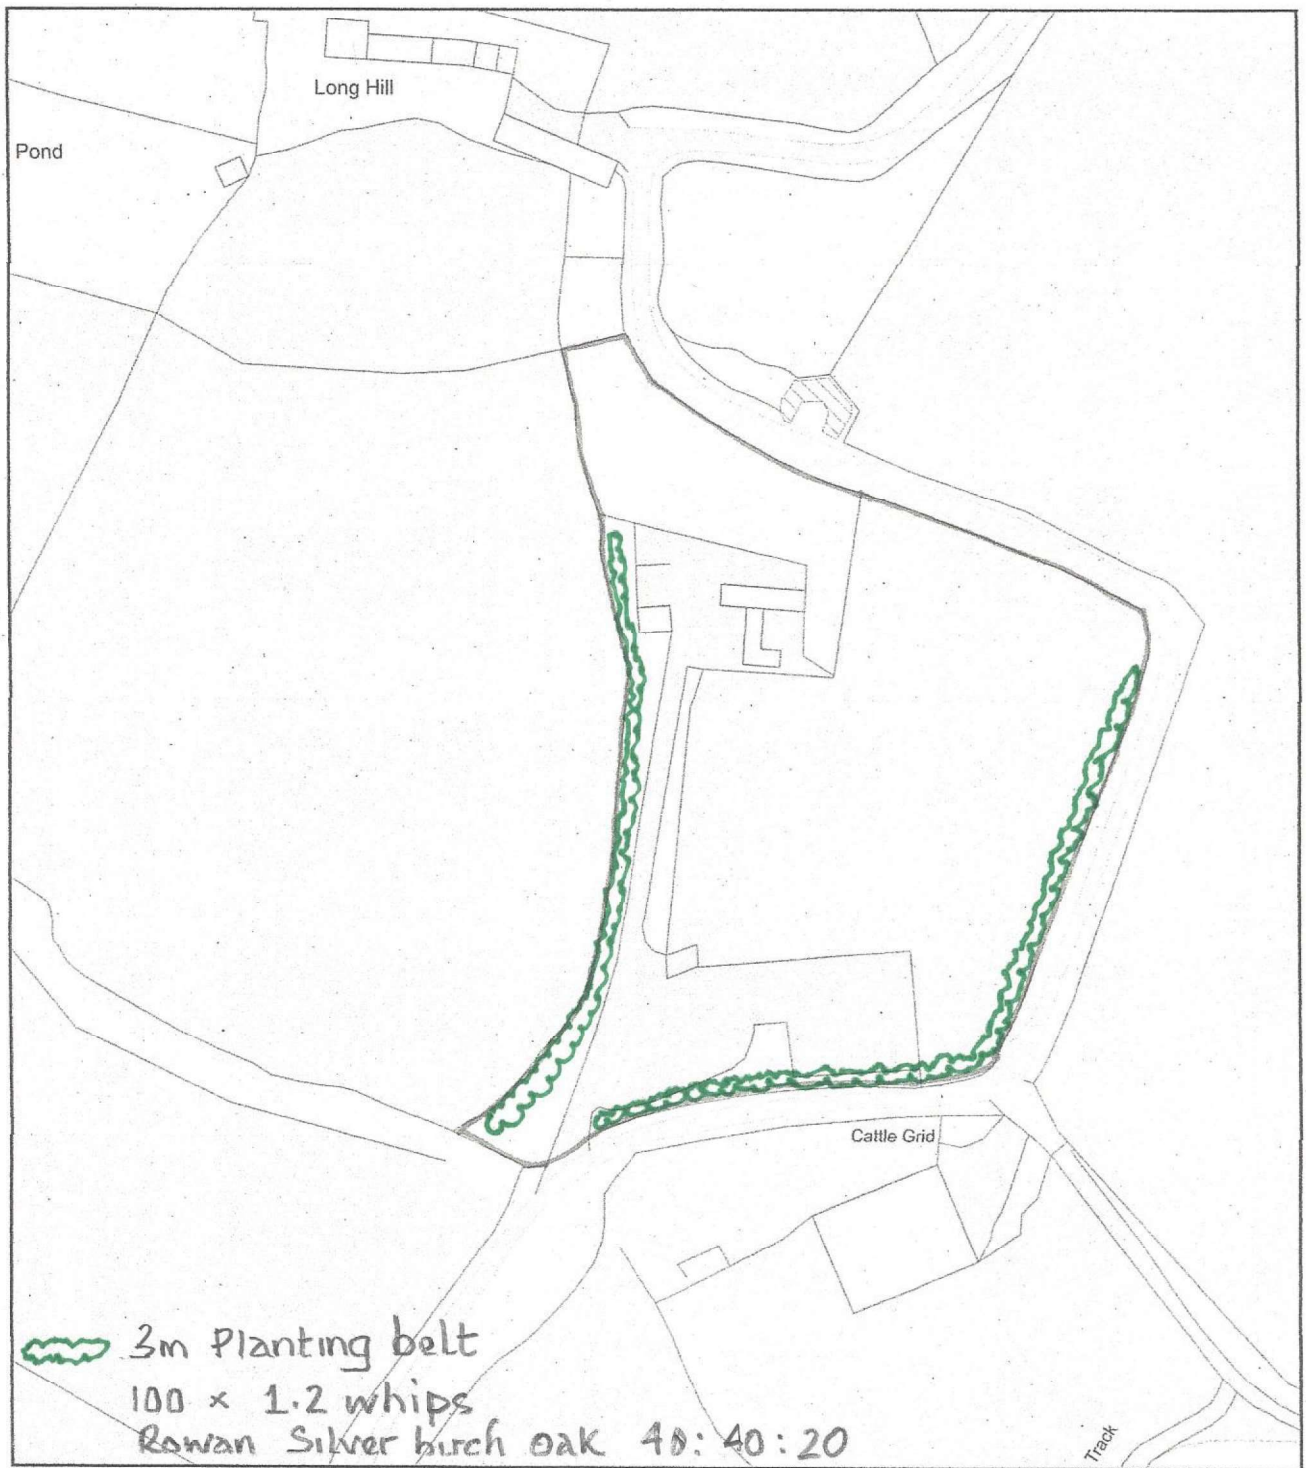 Long Hill
Pond
Cattle Grid
3m Planting belt
100 × 1.2 whips
Rowan Silver birch oak 40:40:20
Track